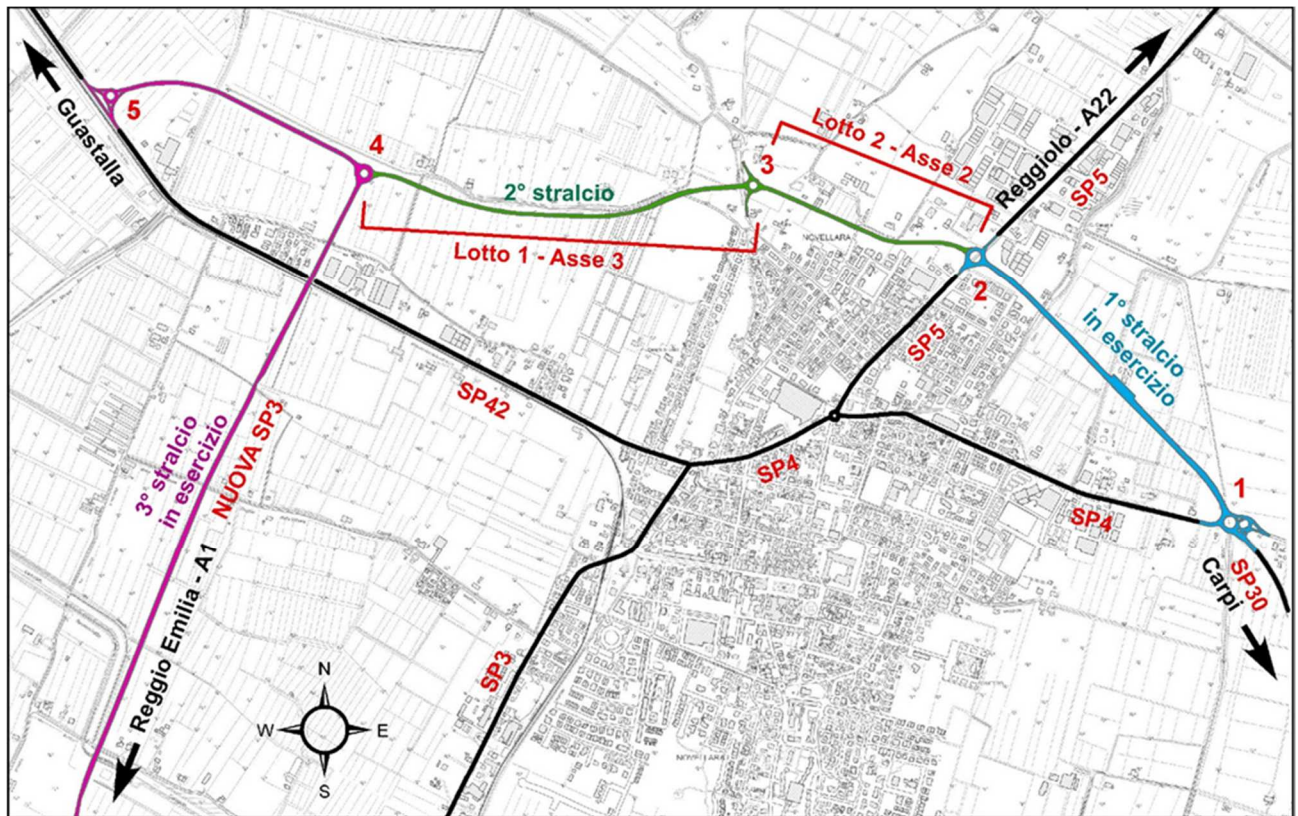 5
Guastalla
4
2° stralcio
Lotto 1 - Asse 3
3
Lotto 2 - Asse 2
Reggiolo - A22
SP5
NOVELLARA
2
1° stralcio
in esercizio
SP5
SP42
SP4
SP4
1
SP30
Carpi
3° stralcio
in esercizio
NUOVA SP3
Reggio Emilia - A1
SP3
N
W
E
S
NOVELLARA